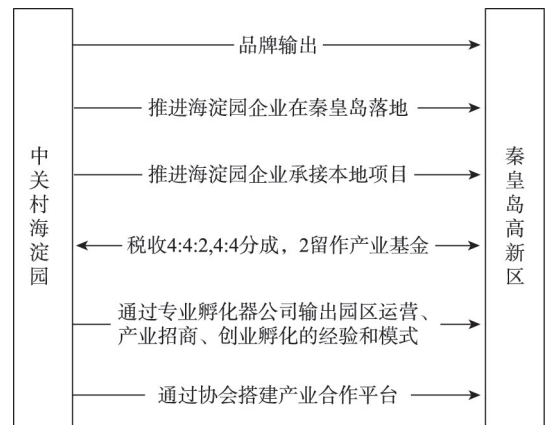 中关村海淀园
品牌输出
推进海淀园企业在秦皇岛落地
推进海淀园企业承接本地项目
税收4:4:2,4:4分成，2留作产业基金
通过专业孵化器公司输出园区运营、
产业招商、创业孵化的经验和模式
通过协会搭建产业合作平台
秦皇岛高新区